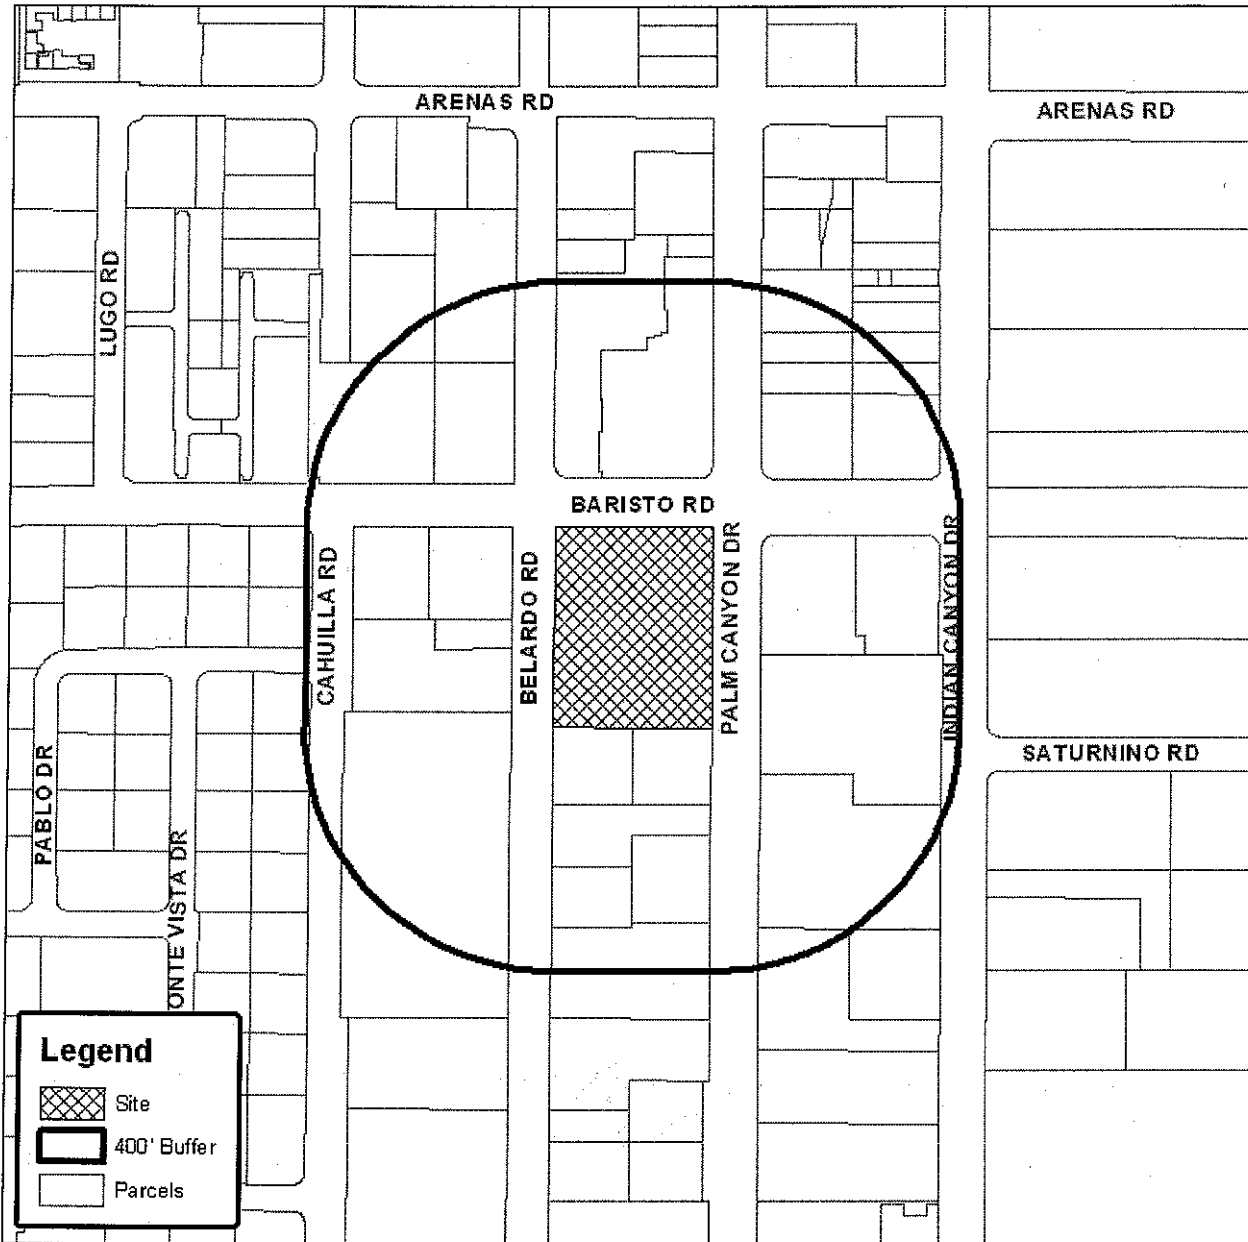 ARENAS RD
ARENAS RD
LUGO RD
BARISTO RD
CAHUILLA RD
BELARDO RD
PALM CANYON DR
INDIAN CANYON DR
SATURNINO RD
PABLO DR
ONTE VISTA DR
Legend
Site
400' Buffer
Parcels